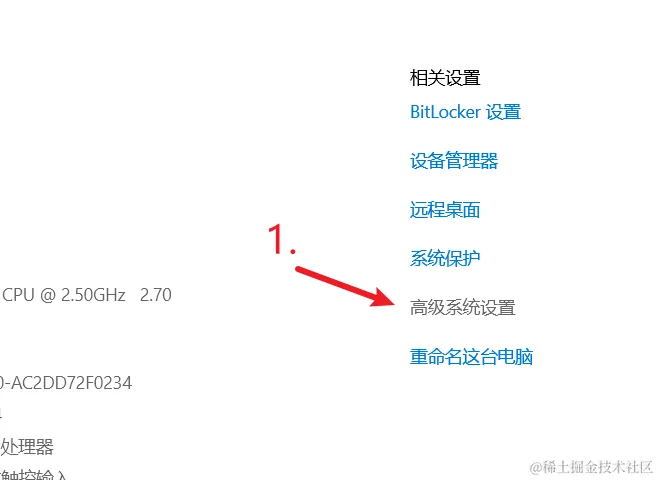 相关设置
BitLocker 设置
设备管理器
远程桌面
系统保护
1.
CPU @ 2.50GHz 2.70
高级系统设置
重命名这台电脑
0-AC2DD72F0234
处理器
触控输入
@稀土掘金技术社区